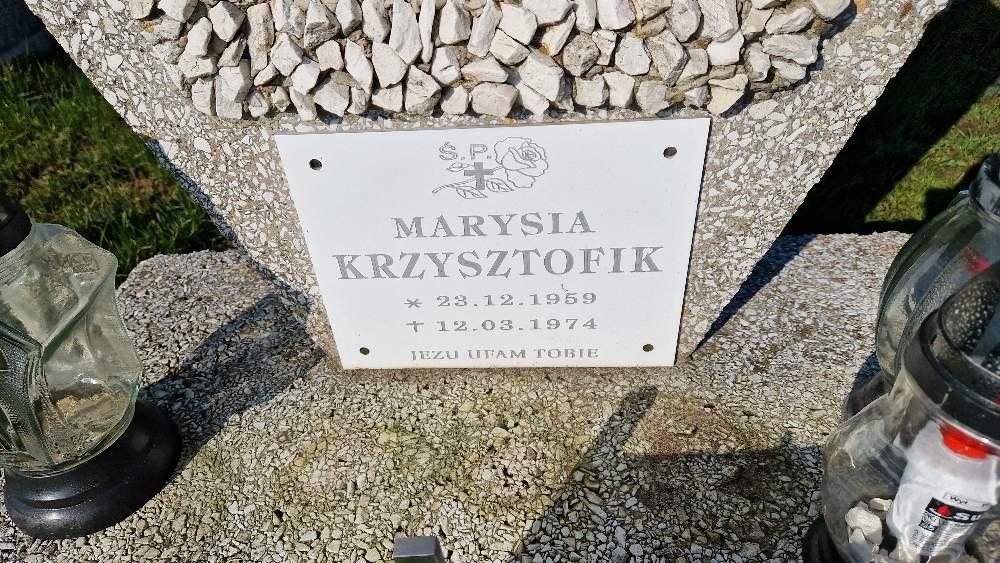 Ś.P.
MARYSIA
KRZYSZTOFIK
* 23.12.1959
† 12.03.1974
JEZU UFAM TOBIE